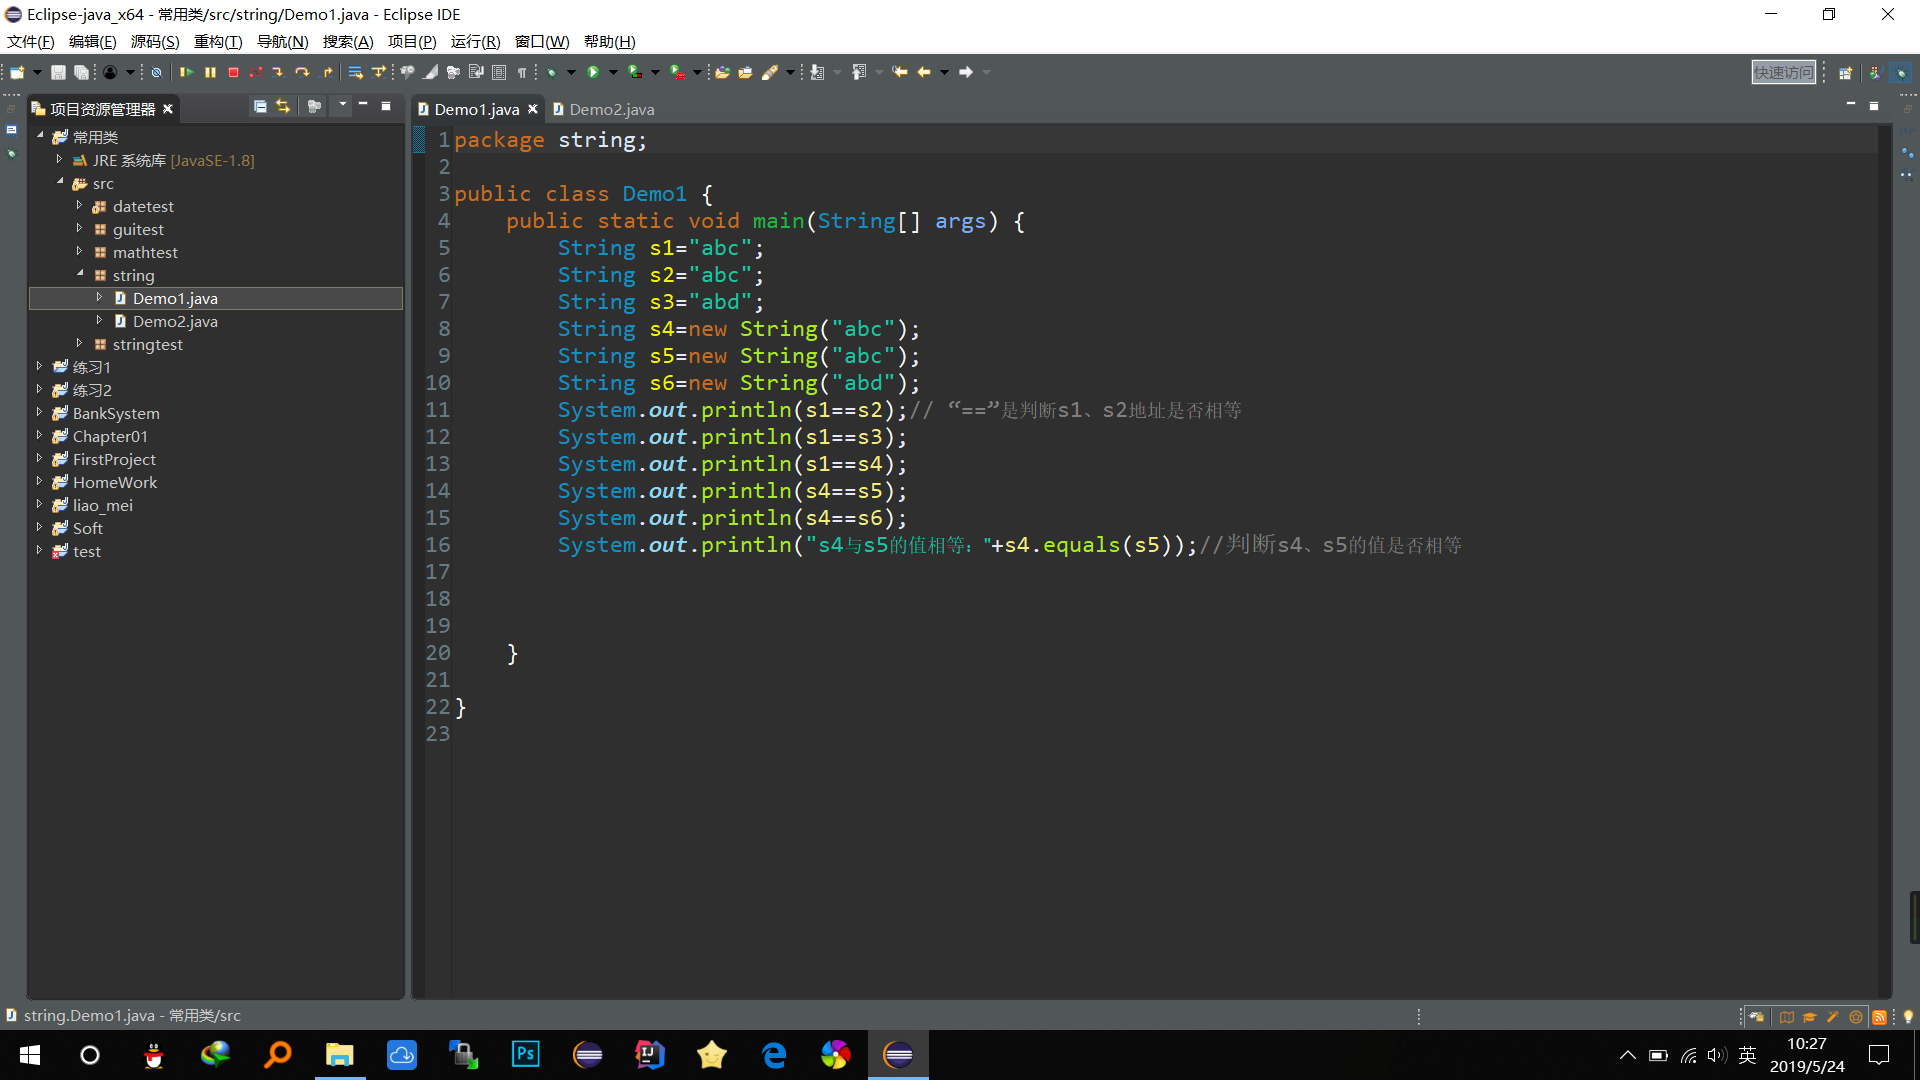 Eclipse-java_x64 - 常用类/src/string/Demo1.java - Eclipse IDE
文件(F) 编辑(E) 源码(S) 重构(T) 导航(N) 搜索(A) 项目(P) 运行(R) 窗口(W) 帮助(H)
快速访问
项目资源管理器
Demo1.java Demo2.java
常用类
JRE 系统库 [JavaSE-1.8]
src
datetest
guitest
mathtest
string
Demo1.java
Demo2.java
stringtest
练习1
练习2
BankSystem
Chapter01
FirstProject
HomeWork
liao_mei
Soft
test
1 package string;
2
3 public class Demo1 {
4 public static void main(String[] args) {
5 String s1="abc";
6 String s2="abc";
7 String s3="abd";
8 String s4=new String("abc");
9 String s5=new String("abc");
10 String s6=new String("abd");
11 System.out.println(s1==s2);// “==”是判断s1、s2地址是否相等
12 System.out.println(s1==s3);
13 System.out.println(s1==s4);
14 System.out.println(s4==s5);
15 System.out.println(s4==s6);
16 System.out.println("s4与s5的值相等："+s4.equals(s5));//判断s4、s5的值是否相等
17
18
19
20 }
21
22 }
23
string.Demo1.java - 常用类/src
Ps
IJ
英
10:27
2019/5/24